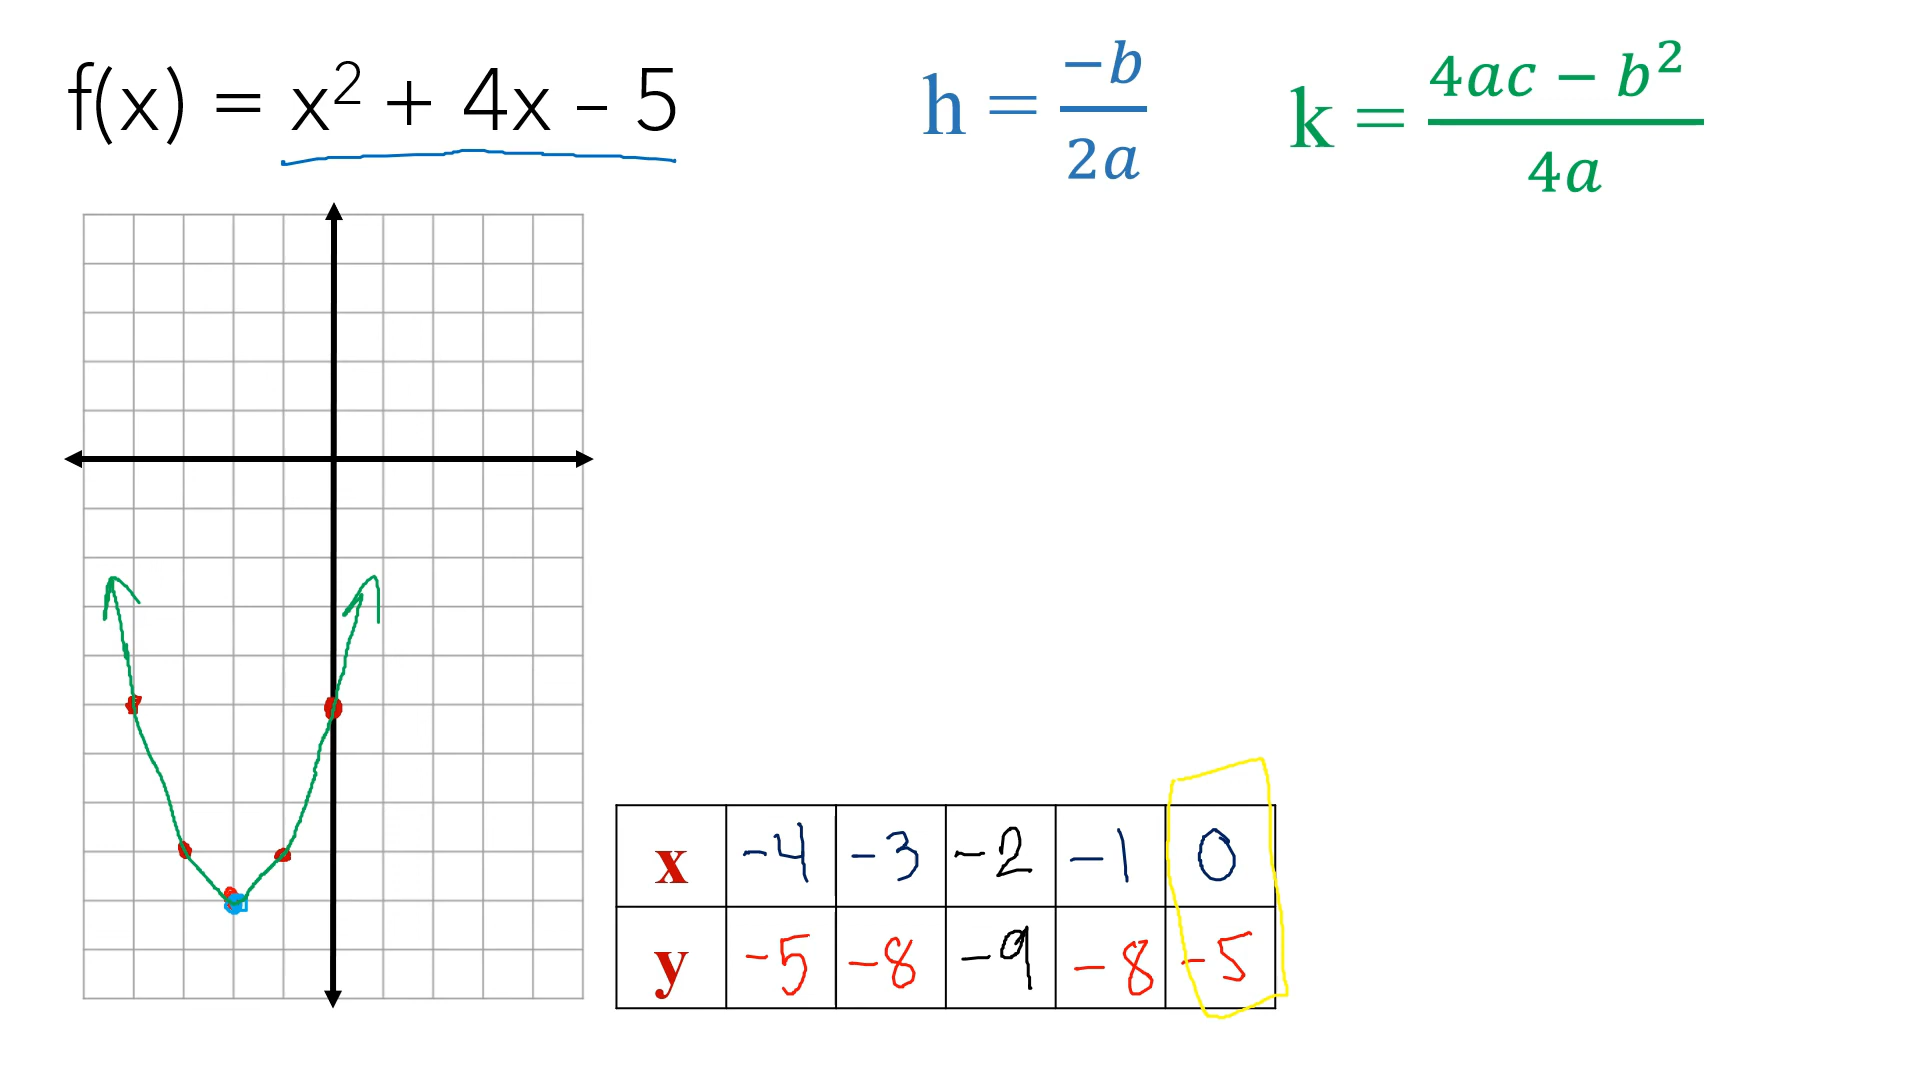 f(x) = x² + 4x - 5
h = −b/2a
k = 4ac − b²/4a
x -4 -3 -2 -1 0
y -5 -8 -9 -8 -5